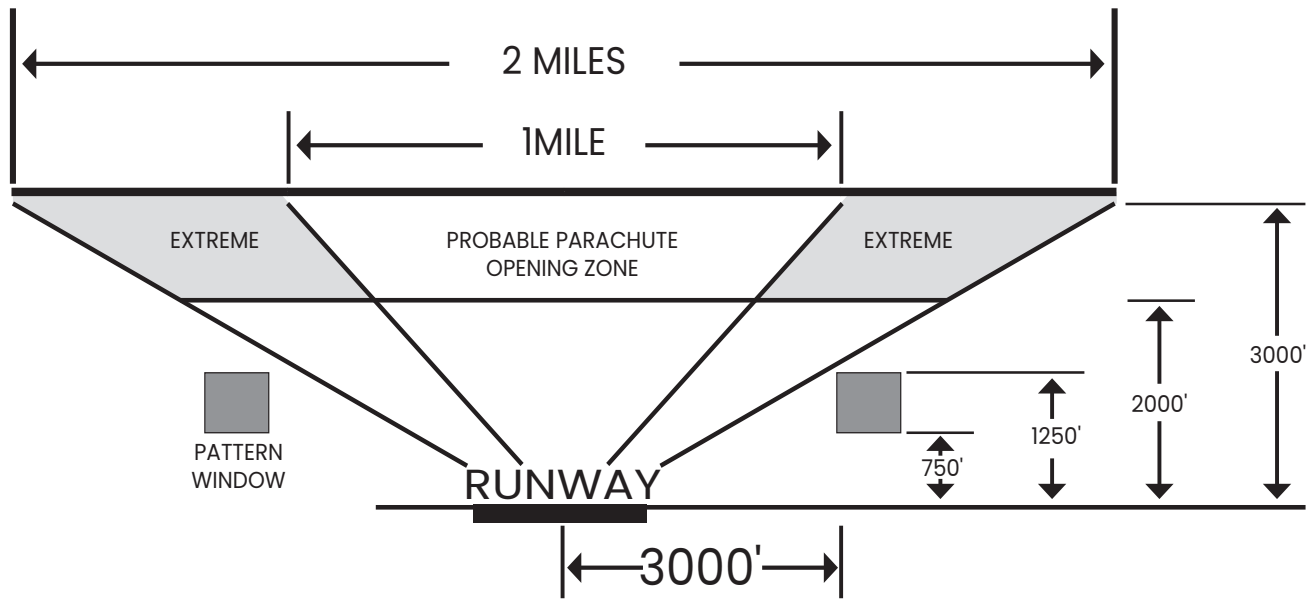 2 MILES
1MILE
EXTREME
PROBABLE PARACHUTE
OPENING ZONE
EXTREME
3000'
2000'
1250'
750'
PATTERN
WINDOW
RUNWAY
3000'